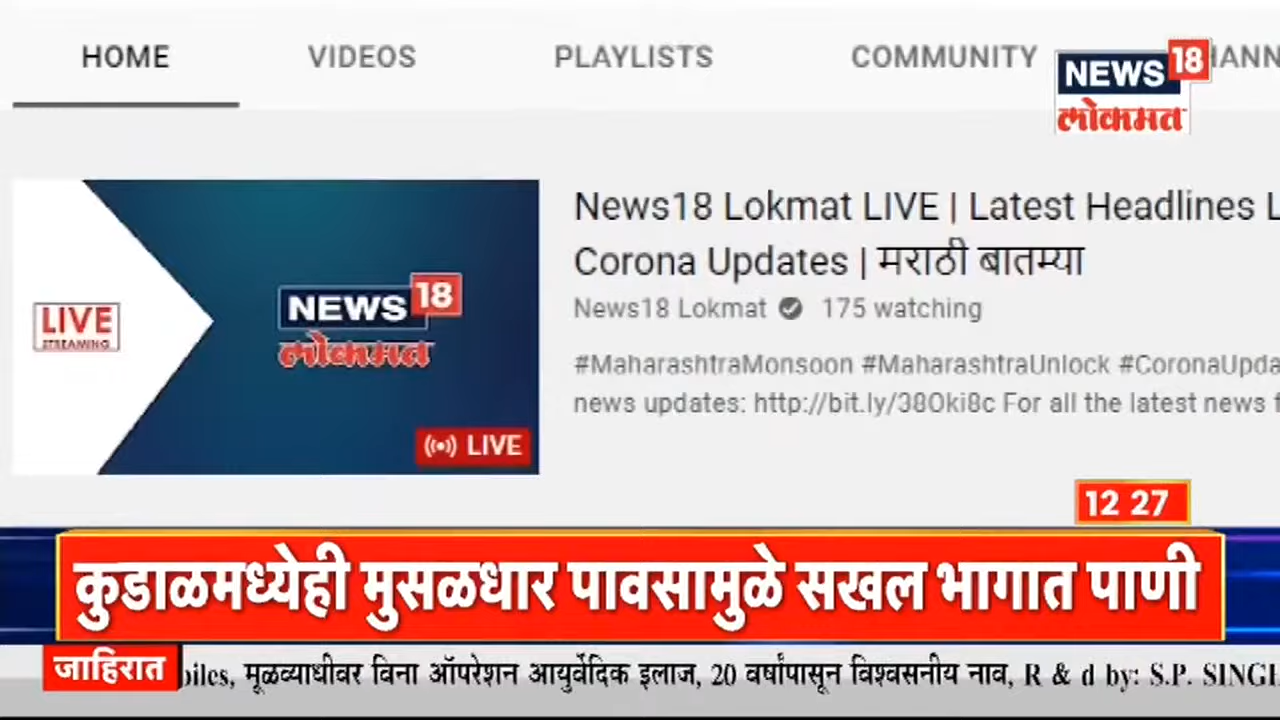 HOME VIDEOS PLAYLISTS COMMUNITY HANN
NEWS 18
लोकमत
News18 Lokmat LIVE | Latest Headlines L
Corona Updates | मराठी बातम्या
News18 Lokmat 175 watching
#MaharashtraMonsoon #MaharashtraUnlock #CoronaUpda
news updates: http://bit.ly/38Oki8c For all the latest news f
LIVE
STREAMING
NEWS 18
लोकमत
LIVE
12 27
कुडाळमध्येही मुसळधार पावसामुळे सखल भागात पाणी
जाहिरात
piles, मूळव्याधीवर विना ऑपरेशन आयुर्वेदिक इलाज, 20 वर्षांपासून विश्वसनीय नाव, R & d by: S.P. SINGH